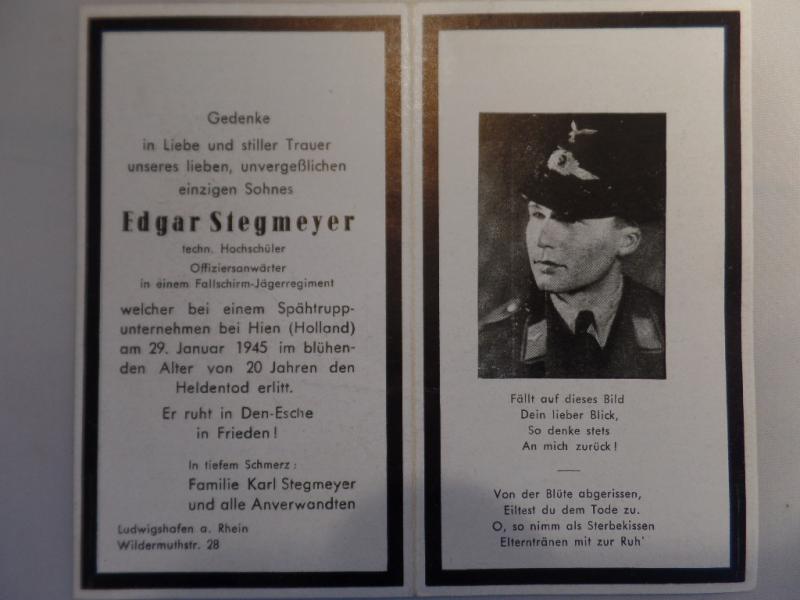 Gedenke
in Liebe und stiller Trauer
unseres lieben, unvergeßlichen
einzigen Sohnes
Edgar Stegmeyer
techn. Hochschüler
Offiziersanwärter
in einem Fallschirm-Jägerregiment
welcher bei einem Spähtrupp-
unternehmen bei Hien (Holland)
am 29. Januar 1945 im blühen-
den Alter von 20 Jahren den
Heldentod erlitt.
Er ruht in Den-Esche
in Frieden!
In tiefem Schmerz:
Familie Karl Stegmeyer
und alle Anverwandten
Ludwigshafen a. Rhein
Wildermuthstr. 28
Fällt auf dieses Bild
Dein lieber Blick,
So denke stets
An mich zurück!
Von der Blüte abgerissen,
Eiltest du dem Tode zu.
O, so nimm als Sterbekissen
Elterntränen mit zur Ruh'